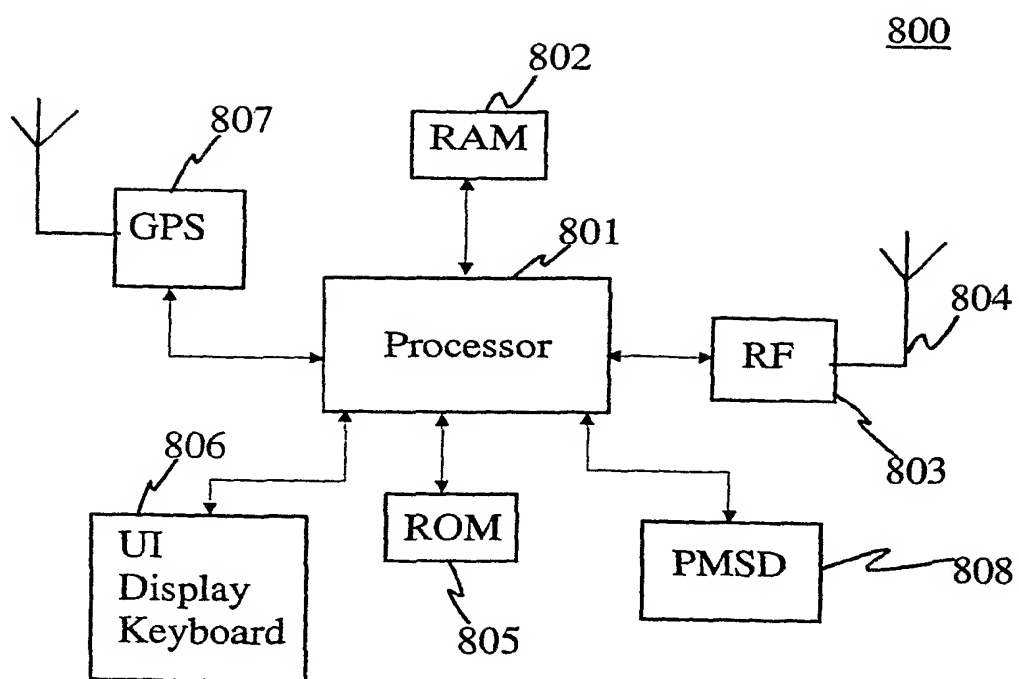 800
802
RAM
807
GPS
801
Processor
804
RF
803
806
UI
Display
Keyboard
ROM
805
PMSD
808